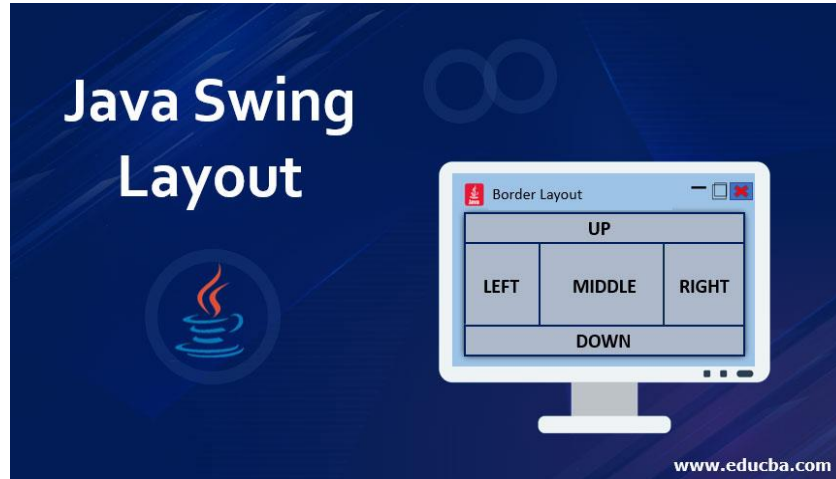 Java Swing
Layout
Border Layout
UP
LEFT MIDDLE RIGHT
DOWN
www.educba.com